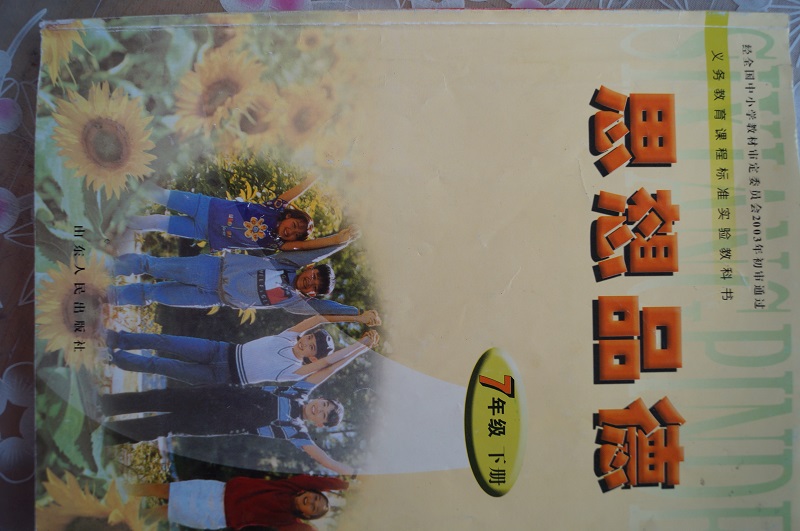 经全国中小学教材审定委员会2003年初审通过
义务教育课程标准实验教科书
SIXIANG PINDE
思想品德
7年级 下册
山东人民出版社